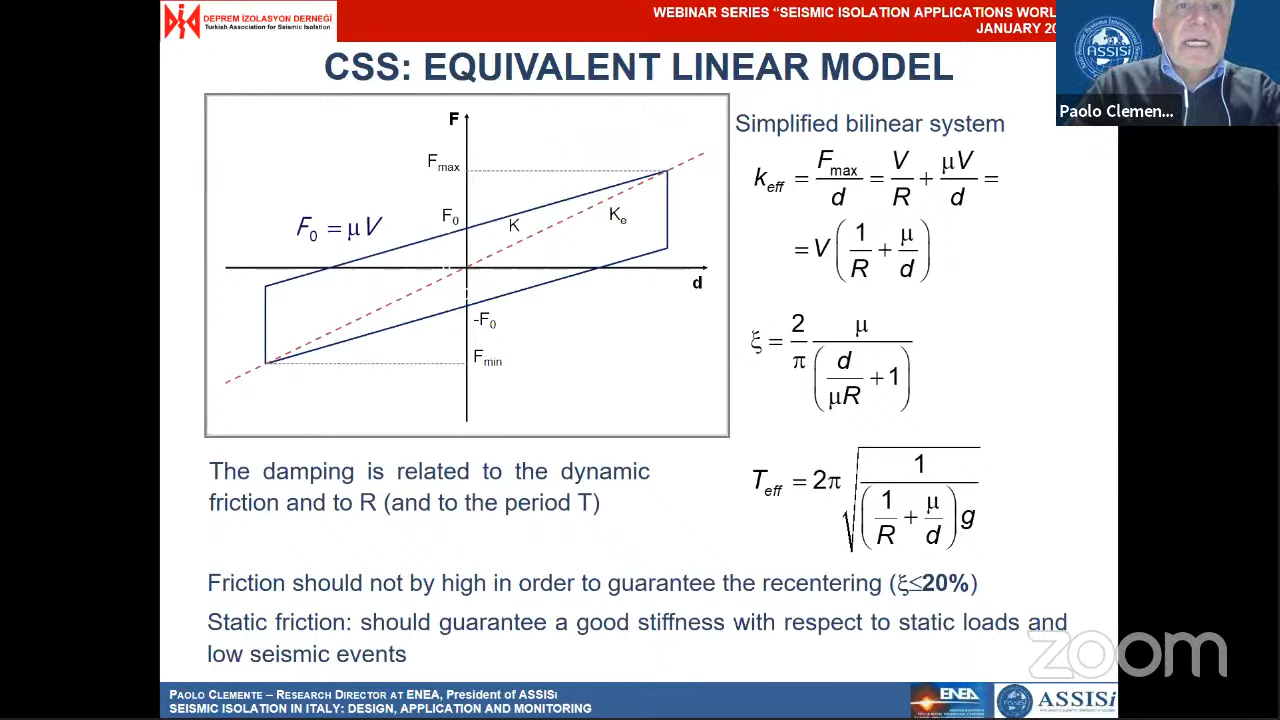 DEPREM İZOLASYON DERNEĞİ
Turkish Association for Seismic Isolation
WEBINAR SERIES “SEISMIC ISOLATION APPLICATIONS WORL
JANUARY 20
ASSISi
Paolo Clemen...
CSS: EQUIVALENT LINEAR MODEL
F
Fmax
F0
K
Ke
F0 = μ V
d
-F0
Fmin
Simplified bilinear system
keff = Fmax/d = V/R + μV/d =
= V (1/R + μ/d)
ξ = 2/π μ/(d/μR + 1)
Teff = 2π √(1/((1/R + μ/d) g))
The damping is related to the dynamic
friction and to R (and to the period T)
Friction should not by high in order to guarantee the recentering (ξ≤20%)
Static friction: should guarantee a good stiffness with respect to static loads and
low seismic events
zoom
PAOLO CLEMENTE – RESEARCH DIRECTOR AT ENEA, President of ASSISi
SEISMIC ISOLATION IN ITALY: DESIGN, APPLICATION AND MONITORING
ENEA
ASSISi